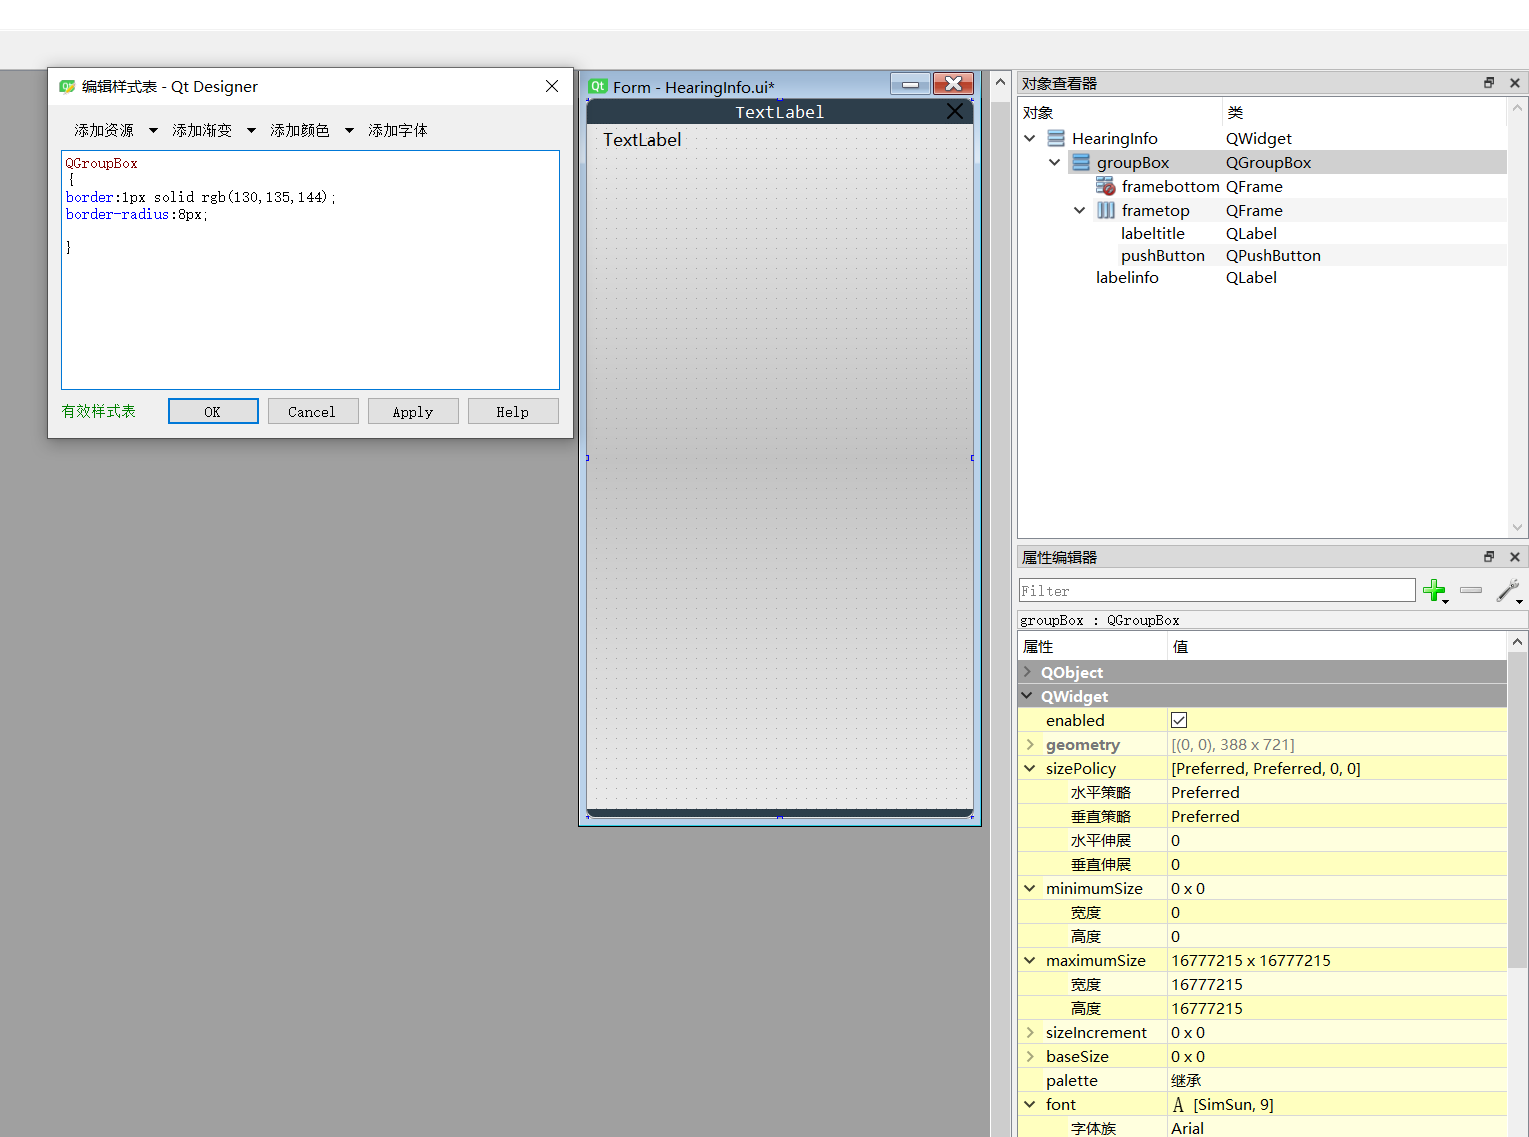 编辑样式表 - Qt Designer
添加资源 添加渐变 添加颜色 添加字体
QGroupBox
{
border:1px solid rgb(130,135,144);
border-radius:8px;
}
有效样式表 OK Cancel Apply Help
Qt Form - HearingInfo.ui*
TextLabel
TextLabel
对象查看器
对象 类
HearingInfo QWidget
groupBox QGroupBox
framebottom QFrame
frametop QFrame
labeltitle QLabel
pushButton QPushButton
labelinfo QLabel
属性编辑器
Filter
groupBox : QGroupBox
属性 值
QObject
QWidget
enabled
geometry [(0, 0), 388 x 721]
sizePolicy [Preferred, Preferred, 0, 0]
水平策略 Preferred
垂直策略 Preferred
水平伸展 0
垂直伸展 0
minimumSize 0 x 0
宽度 0
高度 0
maximumSize 16777215 x 16777215
宽度 16777215
高度 16777215
sizeIncrement 0 x 0
baseSize 0 x 0
palette 继承
font A [SimSun, 9]
字体族 Arial